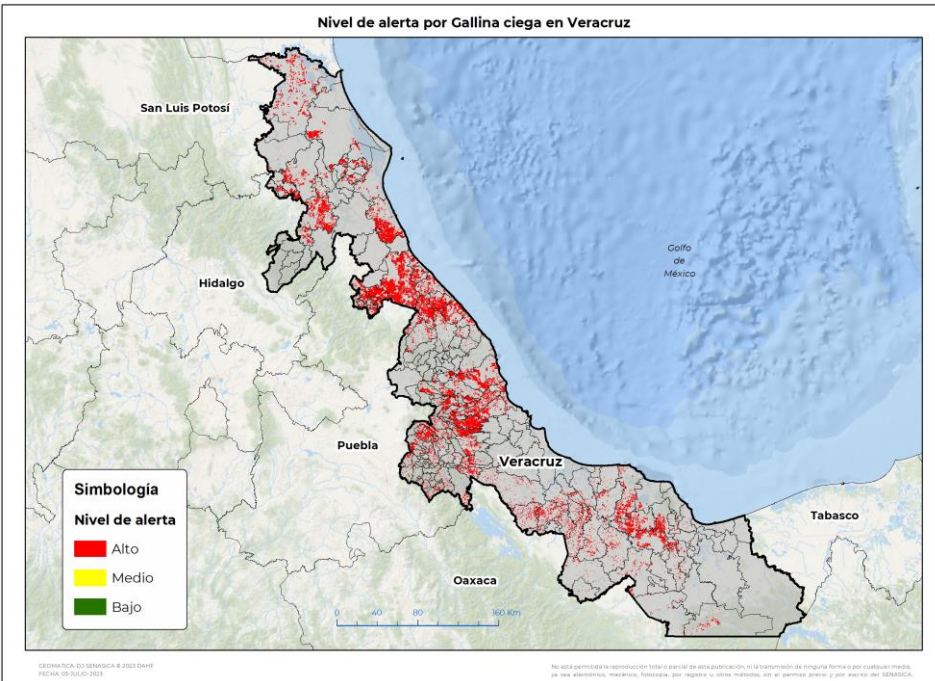 Nivel de alerta por Gallina ciega en Veracruz
San Luis Potosí
Golfo
de
México
Hidalgo
Puebla
Veracruz
Tabasco
Oaxaca
Simbología
Nivel de alerta
Alto
Medio
Bajo
0 40 80 160 Km
GEOMATICA-DJ-SENASICA © 2023 DAHF
FECHA: 05-JULIO-2023
No está permitida la reproducción total o parcial de esta publicación, ni la transmisión de ninguna forma o por cualquier medio,
ya sea electrónico, mecánico, fotocopia, por registro u otros métodos, sin el permiso previo y por escrito del SENASICA.